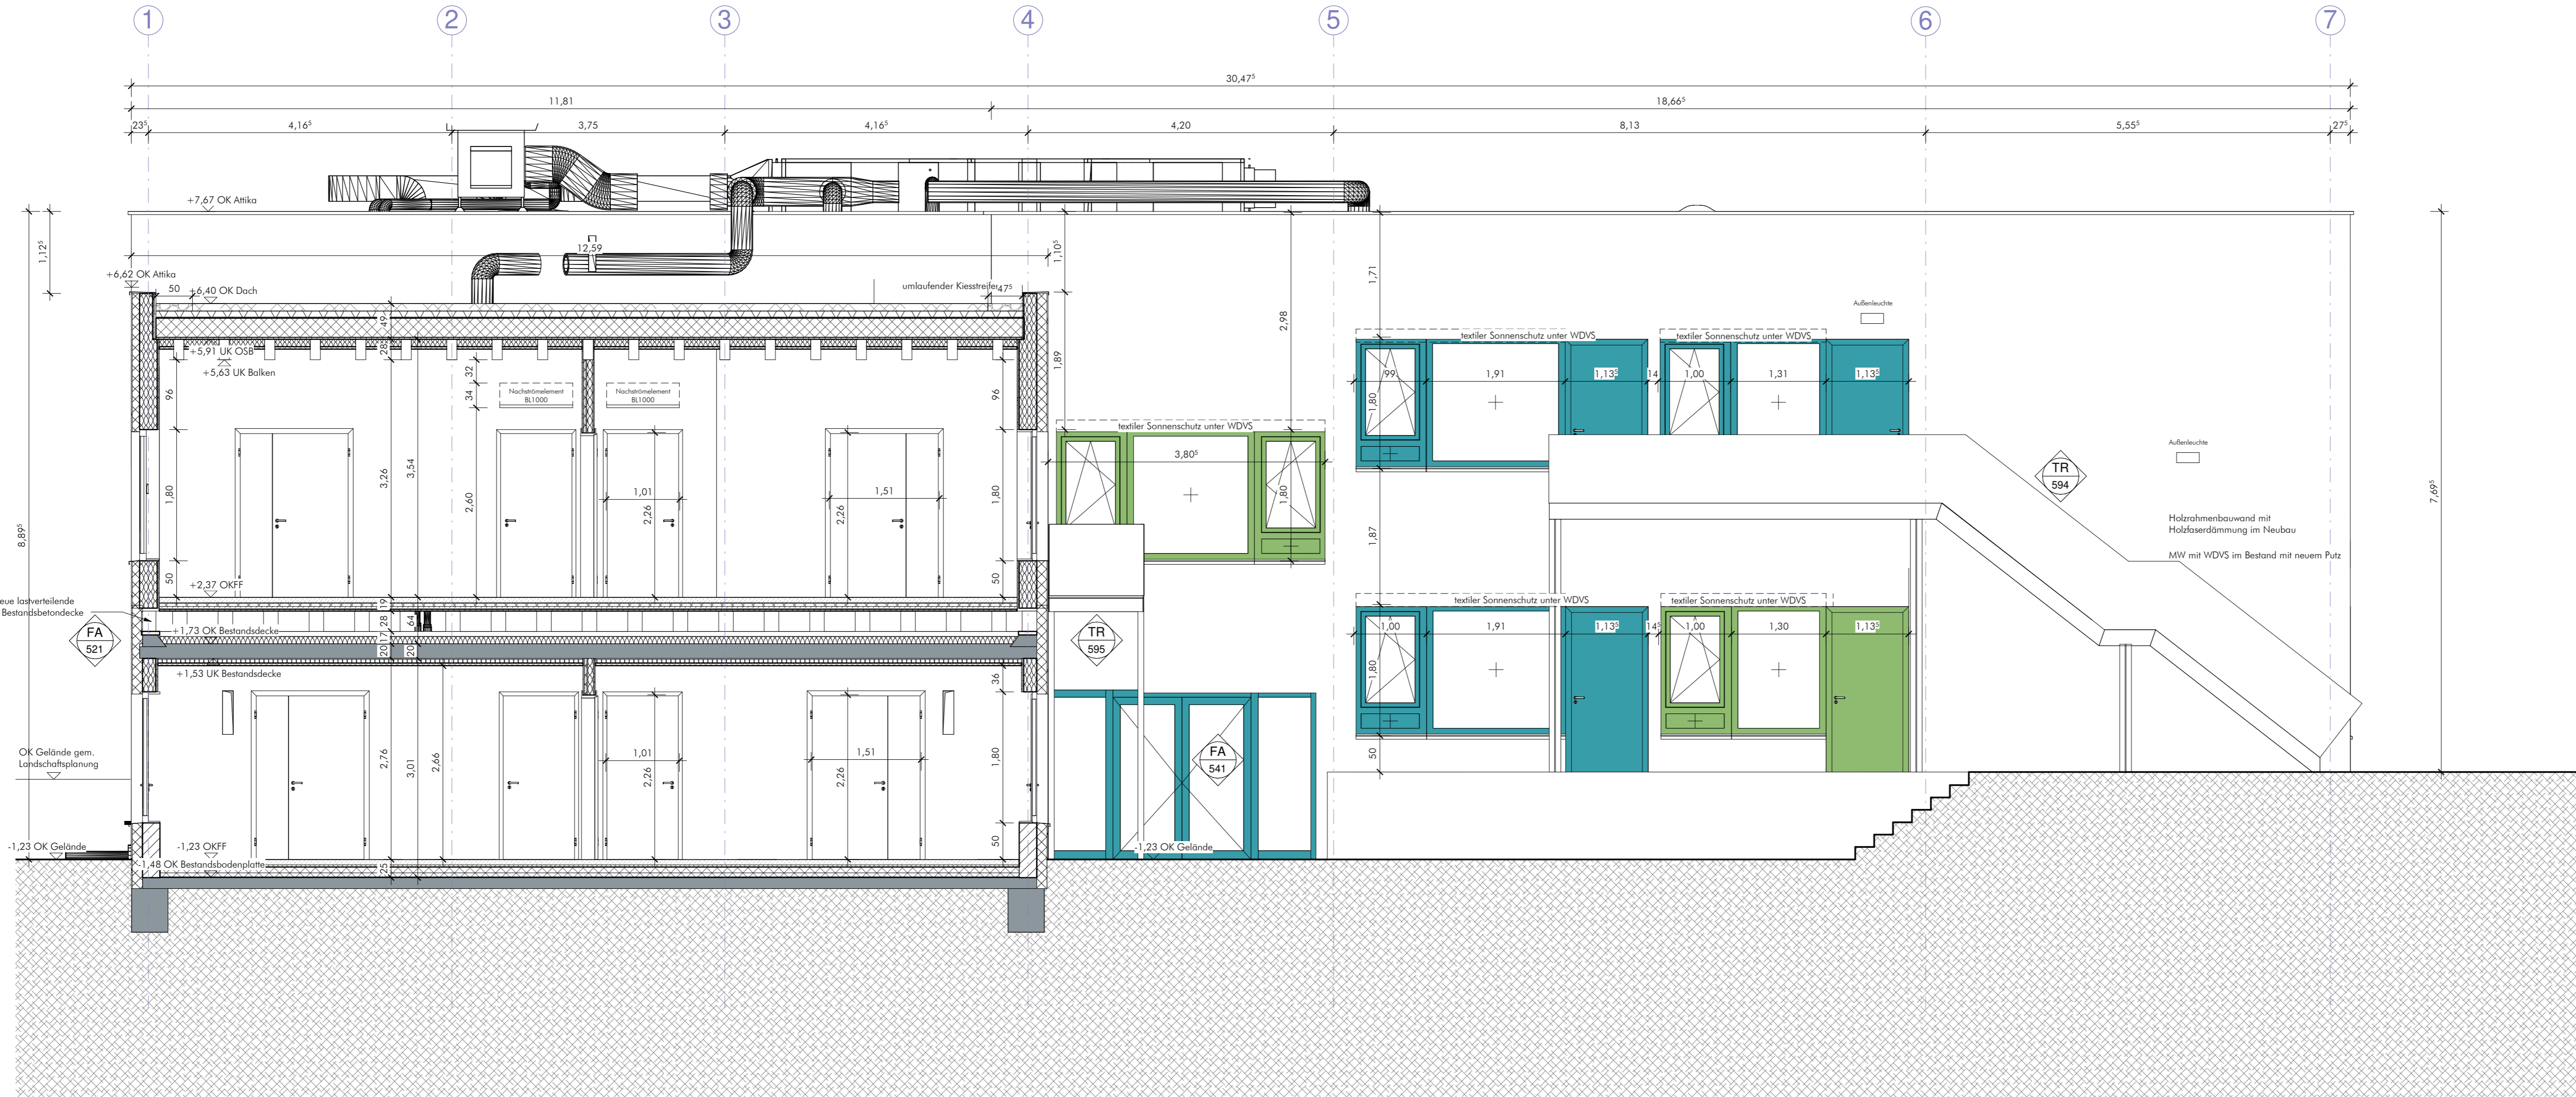 1 2 3 4 5 6 7
30,47⁵
11,81 18,66⁵
23⁵ 4,16⁵ 3,75 4,16⁵ 4,20 8,13 5,55⁵ 27⁵
+7,67 OK Attika
1,12⁵
12,59
1,10⁵
1,71
+6,62 OK Attika
50
+6,40 OK Dach
umlaufender Kiesstreifen
47⁵
49
28⁵
2,98
Außenleuchte
textiler Sonnenschutz unter WDVS
textiler Sonnenschutz unter WDVS
+5,91 UK OSB
+5,63 UK Balken
32
34
96
96
1,89
Nachströmelement
BL1000
Nachströmelement
BL1000
99
1,91
1,13⁵
14
1,00
1,31
1,13⁵
1,80
textiler Sonnenschutz unter WDVS
3,80⁵
1,80
Außenleuchte
TR
594
7,69⁵
8,89⁵
1,80
3,26
3,54
2,60
1,01
2,26
1,51
2,26
1,80
1,87
Holzrahmenbauwand mit
Holzfaserdämmung im Neubau
MW mit WDVS im Bestand mit neuem Putz
50
50
+2,37 OKFF
eue lastverteilende
Bestandsbetondecke
19
28
64
17
20
20
FA
521
+1,73 OK Bestandsdecke
+1,53 UK Bestandsdecke
TR
595
textiler Sonnenschutz unter WDVS
textiler Sonnenschutz unter WDVS
1,00
1,91
1,13⁵
14⁵
1,00
1,30
1,13⁵
1,80
50
36
OK Gelände gem.
Landschaftsplanung
2,76
3,01
2,66
1,01
2,26
1,51
2,26
1,80
50
FA
541
-1,23 OK Gelände
-1,23 OKFF
-1,48 OK Bestandsbodenplatte
25
-1,23 OK Gelände